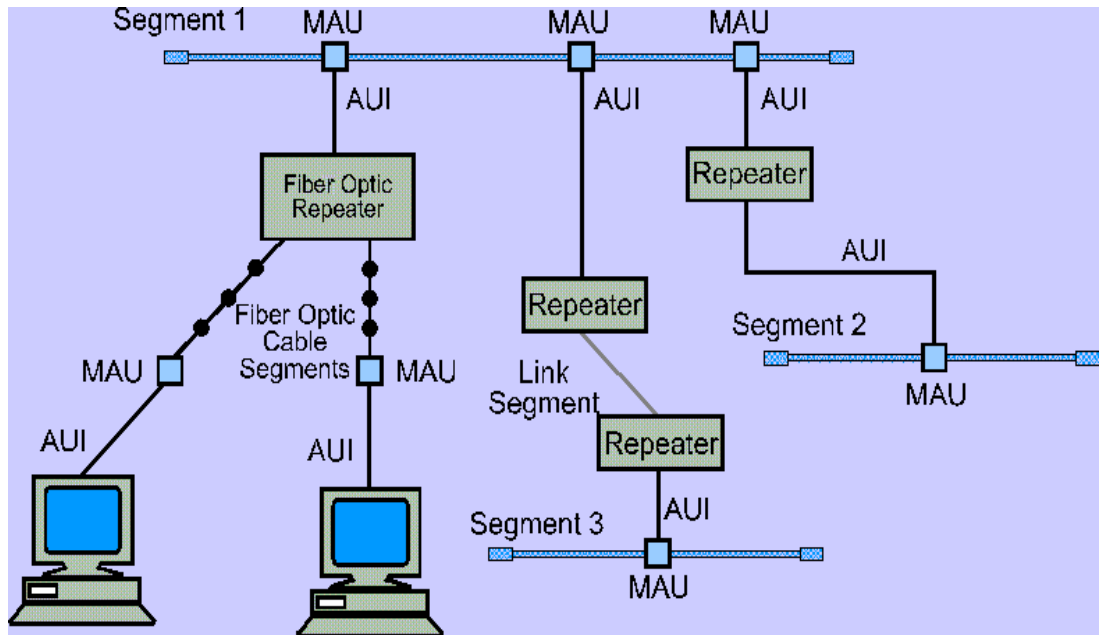 Segment 1
MAU
MAU
MAU
AUI
AUI
AUI
Fiber Optic
Repeater
Repeater
AUI
Repeater
Fiber Optic
Cable
Segments
Segment 2
MAU
MAU
Link
Segment
MAU
AUI
AUI
Repeater
Segment 3
AUI
MAU